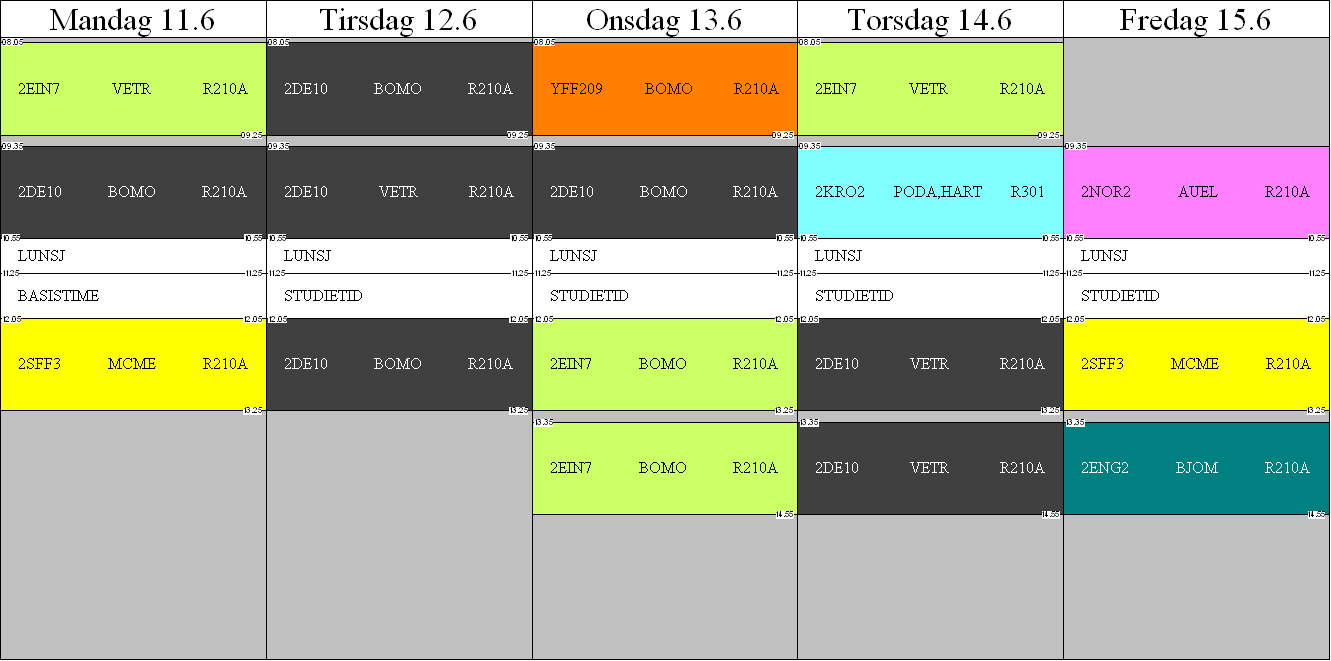 Mandag 11.6 Tirsdag 12.6 Onsdag 13.6 Torsdag 14.6 Fredag 15.6
08.05 08.05 08.05 08.05
2EIN7 VETR R210A 2DE10 BOMO R210A YFF209 BOMO R210A 2EIN7 VETR R210A
09.25 09.25 09.25 09.25
09.35 09.35 09.35 09.35 09.35
2DE10 BOMO R210A 2DE10 VETR R210A 2DE10 BOMO R210A 2KRO2 PODA,HART R301 2NOR2 AUEL R210A
10.55 10.55 10.55 10.55 10.55 10.55 10.55 10.55 10.55 10.55
LUNSJ LUNSJ LUNSJ LUNSJ LUNSJ
11.25 11.25 11.25 11.25 11.25 11.25 11.25 11.25 11.25 11.25
BASISTIME STUDIETID STUDIETID STUDIETID STUDIETID
12.05 12.05 12.05 12.05 12.05 12.05 12.05 12.05 12.05 12.05
2SFF3 MCME R210A 2DE10 BOMO R210A 2EIN7 BOMO R210A 2DE10 VETR R210A 2SFF3 MCME R210A
13.25 13.25 13.25 13.25 13.25
13.35 13.35 13.35
2EIN7 BOMO R210A 2DE10 VETR R210A 2ENG2 BJOM R210A
14.55 14.55 14.55